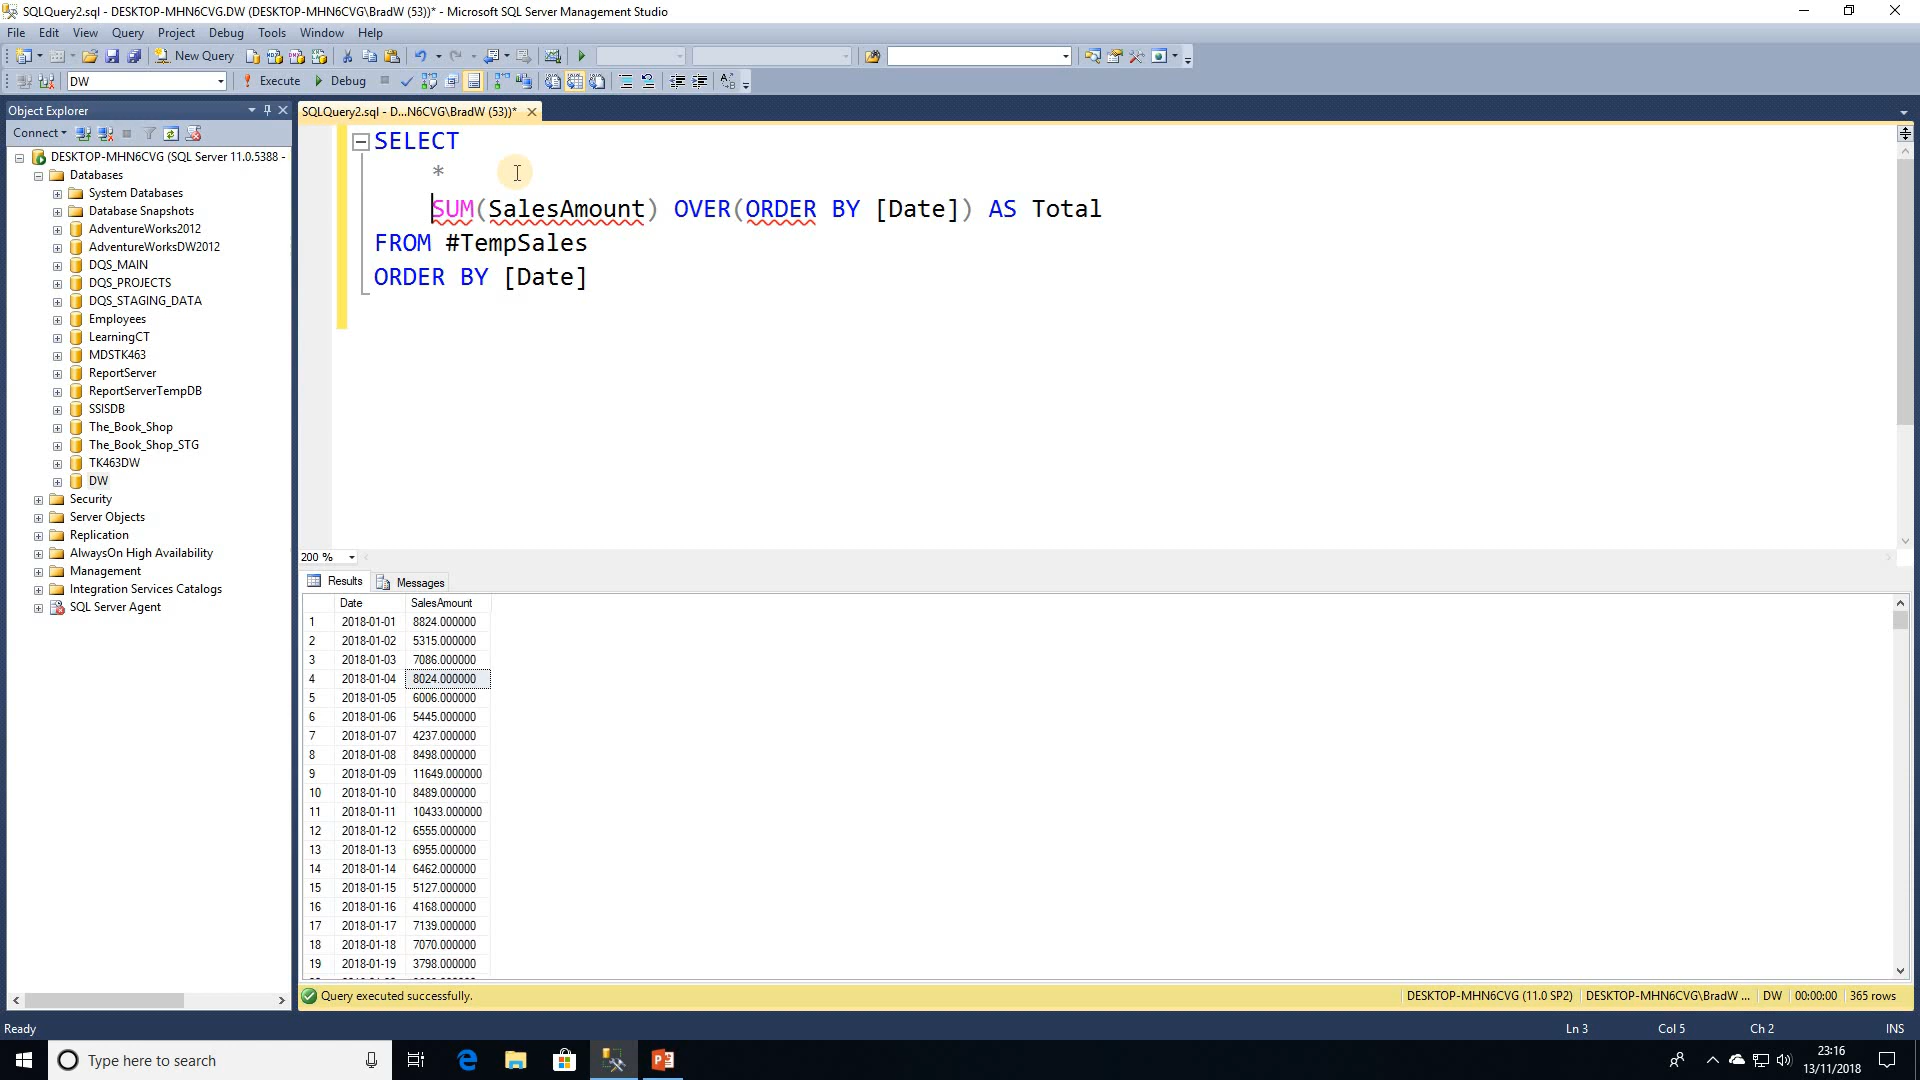 SQLQuery2.sql - DESKTOP-MHN6CVG.DW (DESKTOP-MHN6CVG\BradW (53))* - Microsoft SQL Server Management Studio
File Edit View Query Project Debug Tools Window Help
New Query
DW Execute Debug
Object Explorer
SQLQuery2.sql - D...N6CVG\BradW (53))*
Connect
DESKTOP-MHN6CVG (SQL Server 11.0.5388 -
Databases
System Databases
Database Snapshots
AdventureWorks2012
AdventureWorksDW2012
DQS_MAIN
DQS_PROJECTS
DQS_STAGING_DATA
Employees
LearningCT
MDSTK463
ReportServer
ReportServerTempDB
SSISDB
The_Book_Shop
The_Book_Shop_STG
TK463DW
DW
Security
Server Objects
Replication
AlwaysOn High Availability
Management
Integration Services Catalogs
SQL Server Agent
SELECT
*
SUM(SalesAmount) OVER(ORDER BY [Date]) AS Total
FROM #TempSales
ORDER BY [Date]
200 %
Results Messages
Date SalesAmount
1 2018-01-01 8824.000000
2 2018-01-02 5315.000000
3 2018-01-03 7086.000000
4 2018-01-04 8024.000000
5 2018-01-05 6006.000000
6 2018-01-06 5445.000000
7 2018-01-07 4237.000000
8 2018-01-08 8498.000000
9 2018-01-09 11649.000000
10 2018-01-10 8489.000000
11 2018-01-11 10433.000000
12 2018-01-12 6555.000000
13 2018-01-13 6955.000000
14 2018-01-14 6462.000000
15 2018-01-15 5127.000000
16 2018-01-16 4168.000000
17 2018-01-17 7139.000000
18 2018-01-18 7070.000000
19 2018-01-19 3798.000000
Query executed successfully. DESKTOP-MHN6CVG (11.0 SP2) DESKTOP-MHN6CVG\BradW ... DW 00:00:00 365 rows
Ready Ln 3 Col 5 Ch 2 INS
Type here to search
23:16
13/11/2018